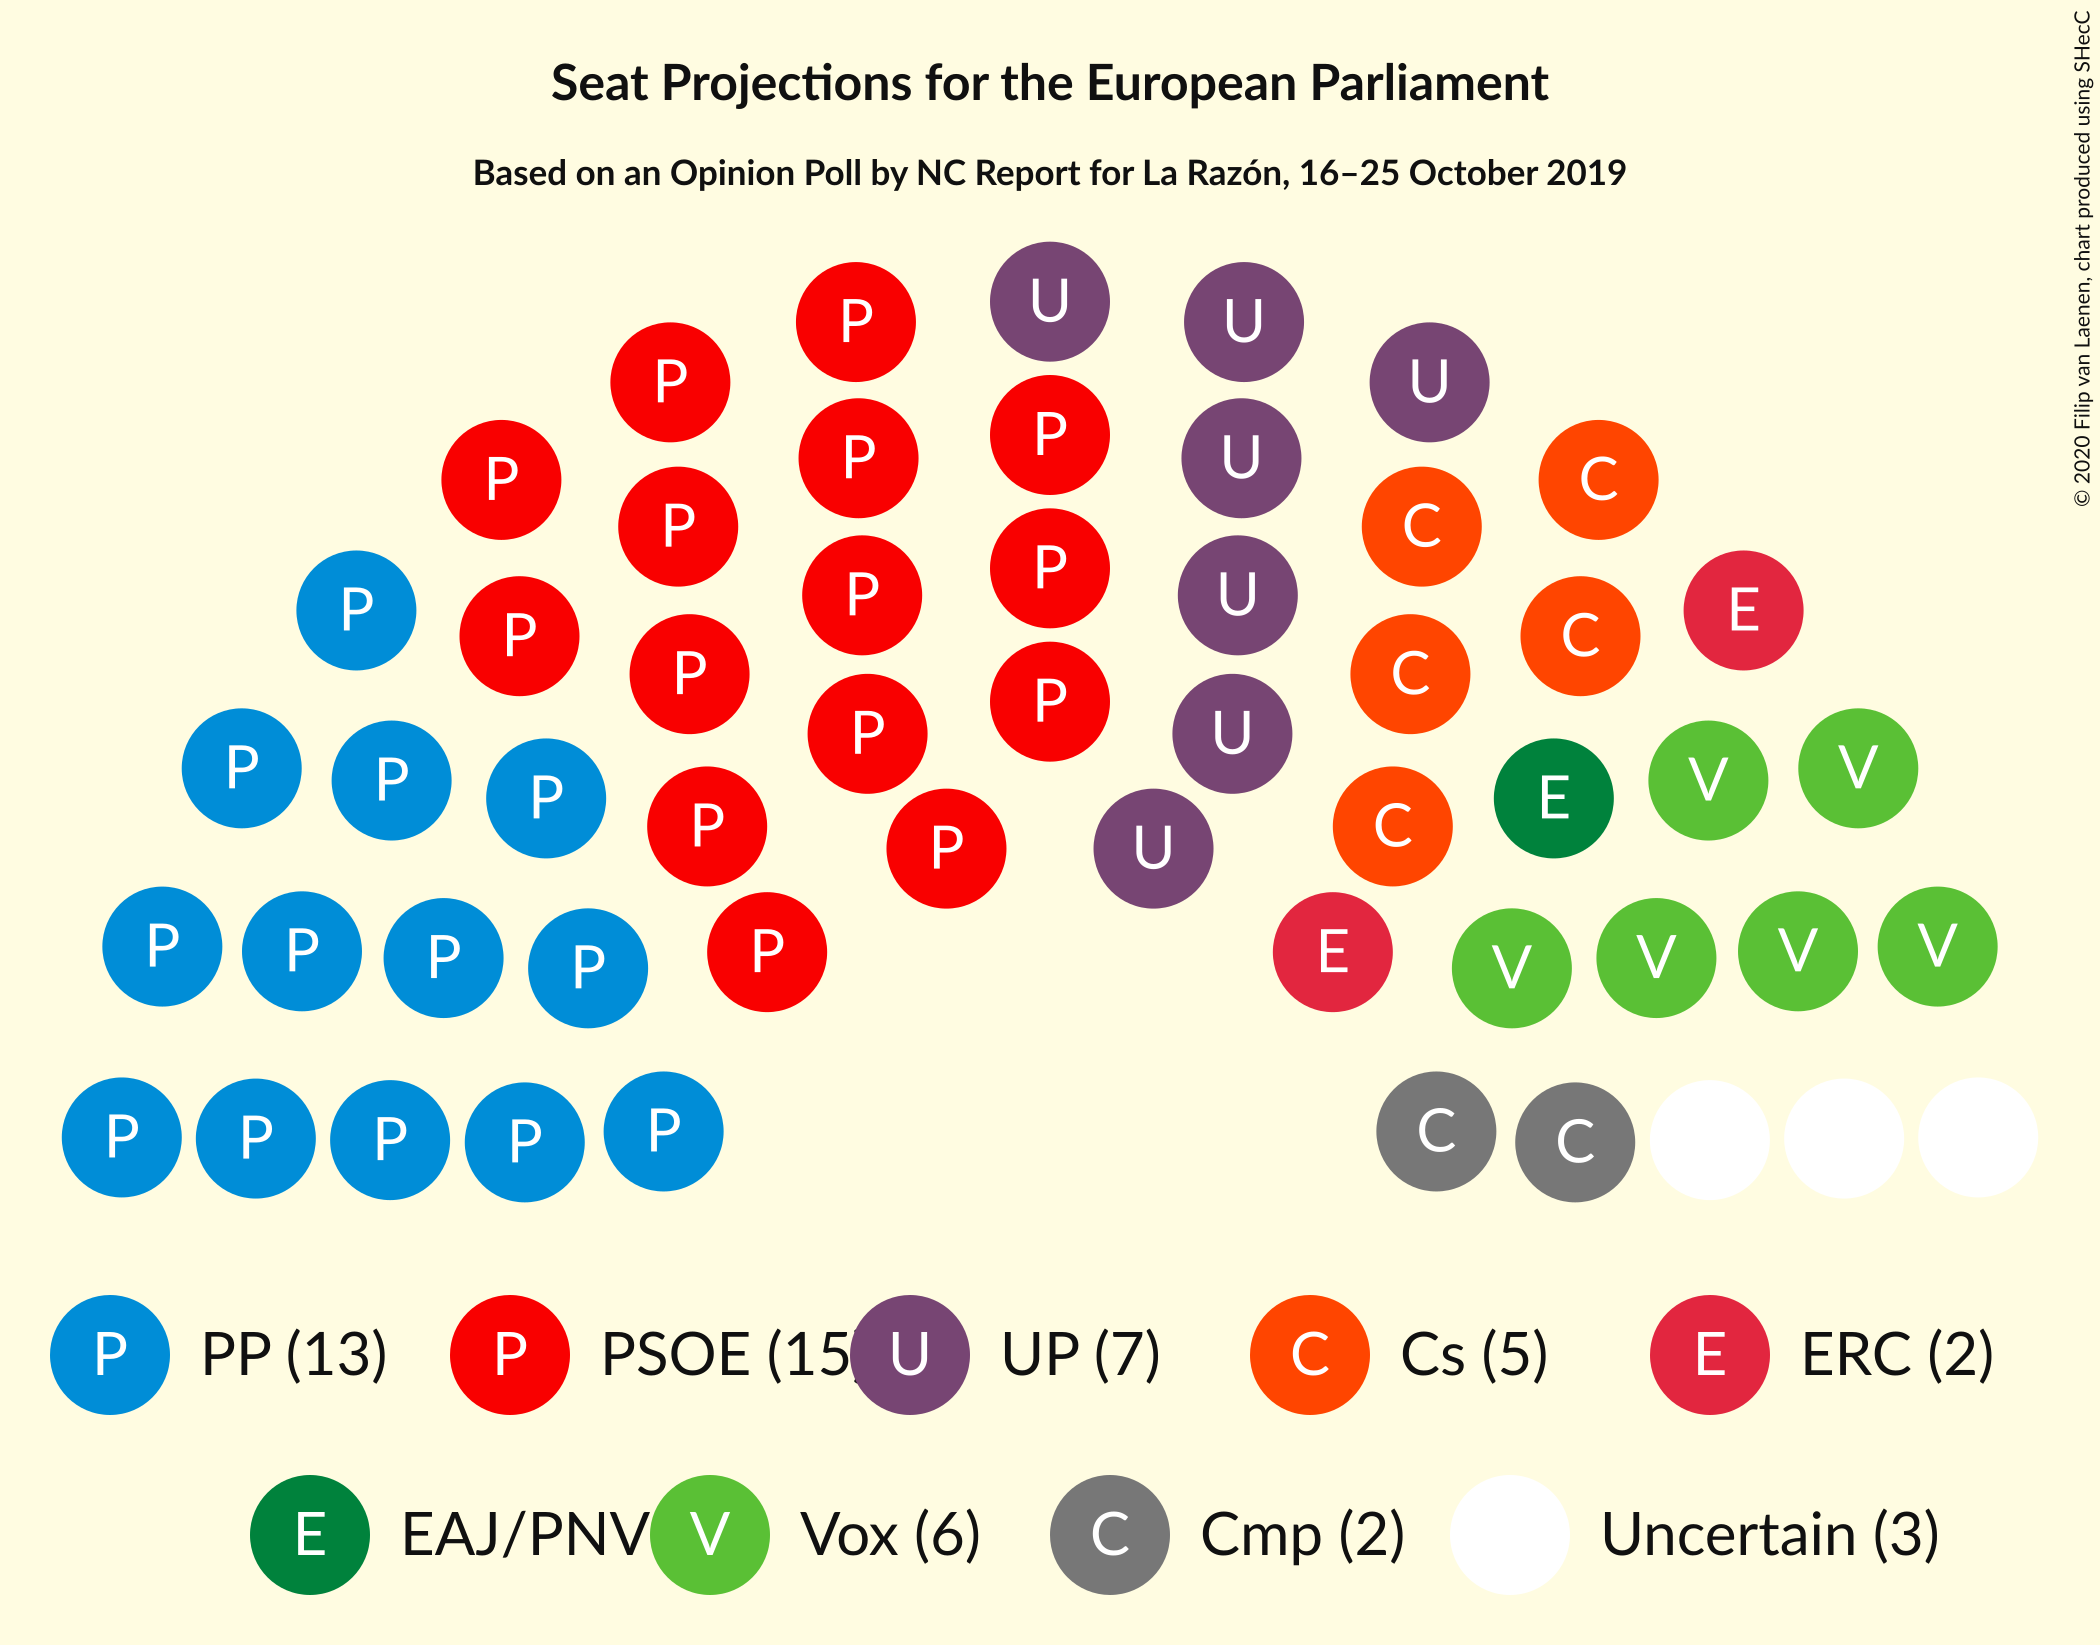 Seat Projections for the European Parliament
Based on an Opinion Poll by NC Report for La Razón, 16–25 October 2019
© 2020 Filip van Laenen, chart produced using SHecC
P U U
P P U
P P U C
P P C
P P U C E
P P P C
P P P P U E V V
P P C
P P U
P P P P P E V V V V
P P P P P C C
P PP (13) P PSOE (15) U UP (7) C Cs (5) E ERC (2)
E EAJ/PNV V Vox (6) C Cmp (2) Uncertain (3)